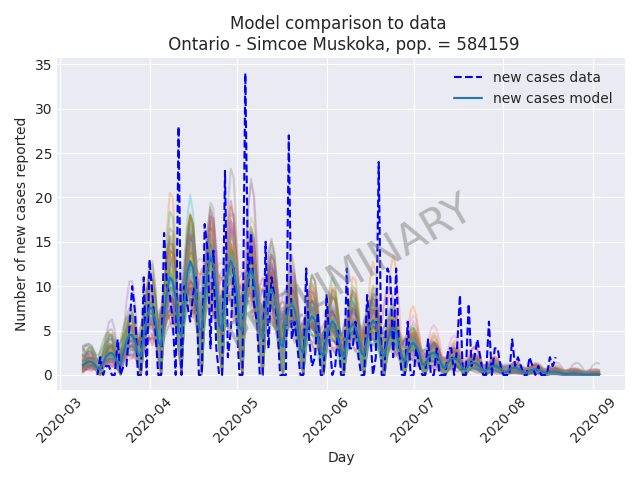 Model comparison to data
Ontario - Simcoe Muskoka, pop. = 584159
Number of new cases reported
35
30
25
20
15
10
5
0
new cases data
new cases model
2020-03
2020-04
2020-05
2020-06
2020-07
2020-08
2020-09
Day